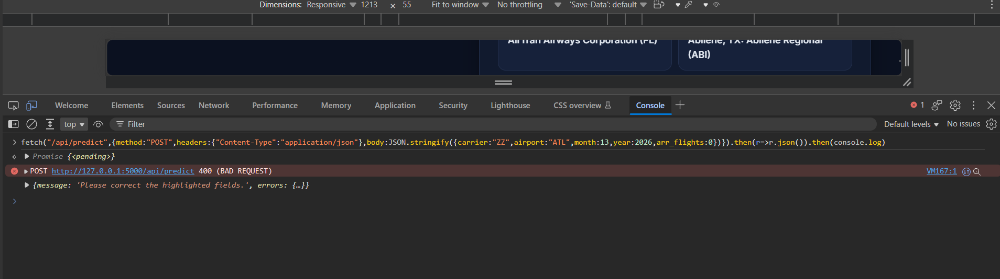 Dimensions: Responsive 1213 × 55 Fit to window No throttling 'Save-Data': default
AirTran Airways Corporation (FL)
Abilene, TX: Abilene Regional
(ABI)
Welcome Elements Sources Network Performance Memory Application Security Lighthouse CSS overview Console 1
top Filter Default levels No issues
fetch("/api/predict",{method:"POST",headers:{"Content-Type":"application/json"},body:JSON.stringify({carrier:"ZZ",airport:"ATL",month:13,year:2026,arr_flights:0})}).then(r=>r.json()).then(console.log)
Promise {<pending>}
POST http://127.0.0.1:5000/api/predict 400 (BAD REQUEST) VM167:1
{message: 'Please correct the highlighted fields.', errors: {…}}